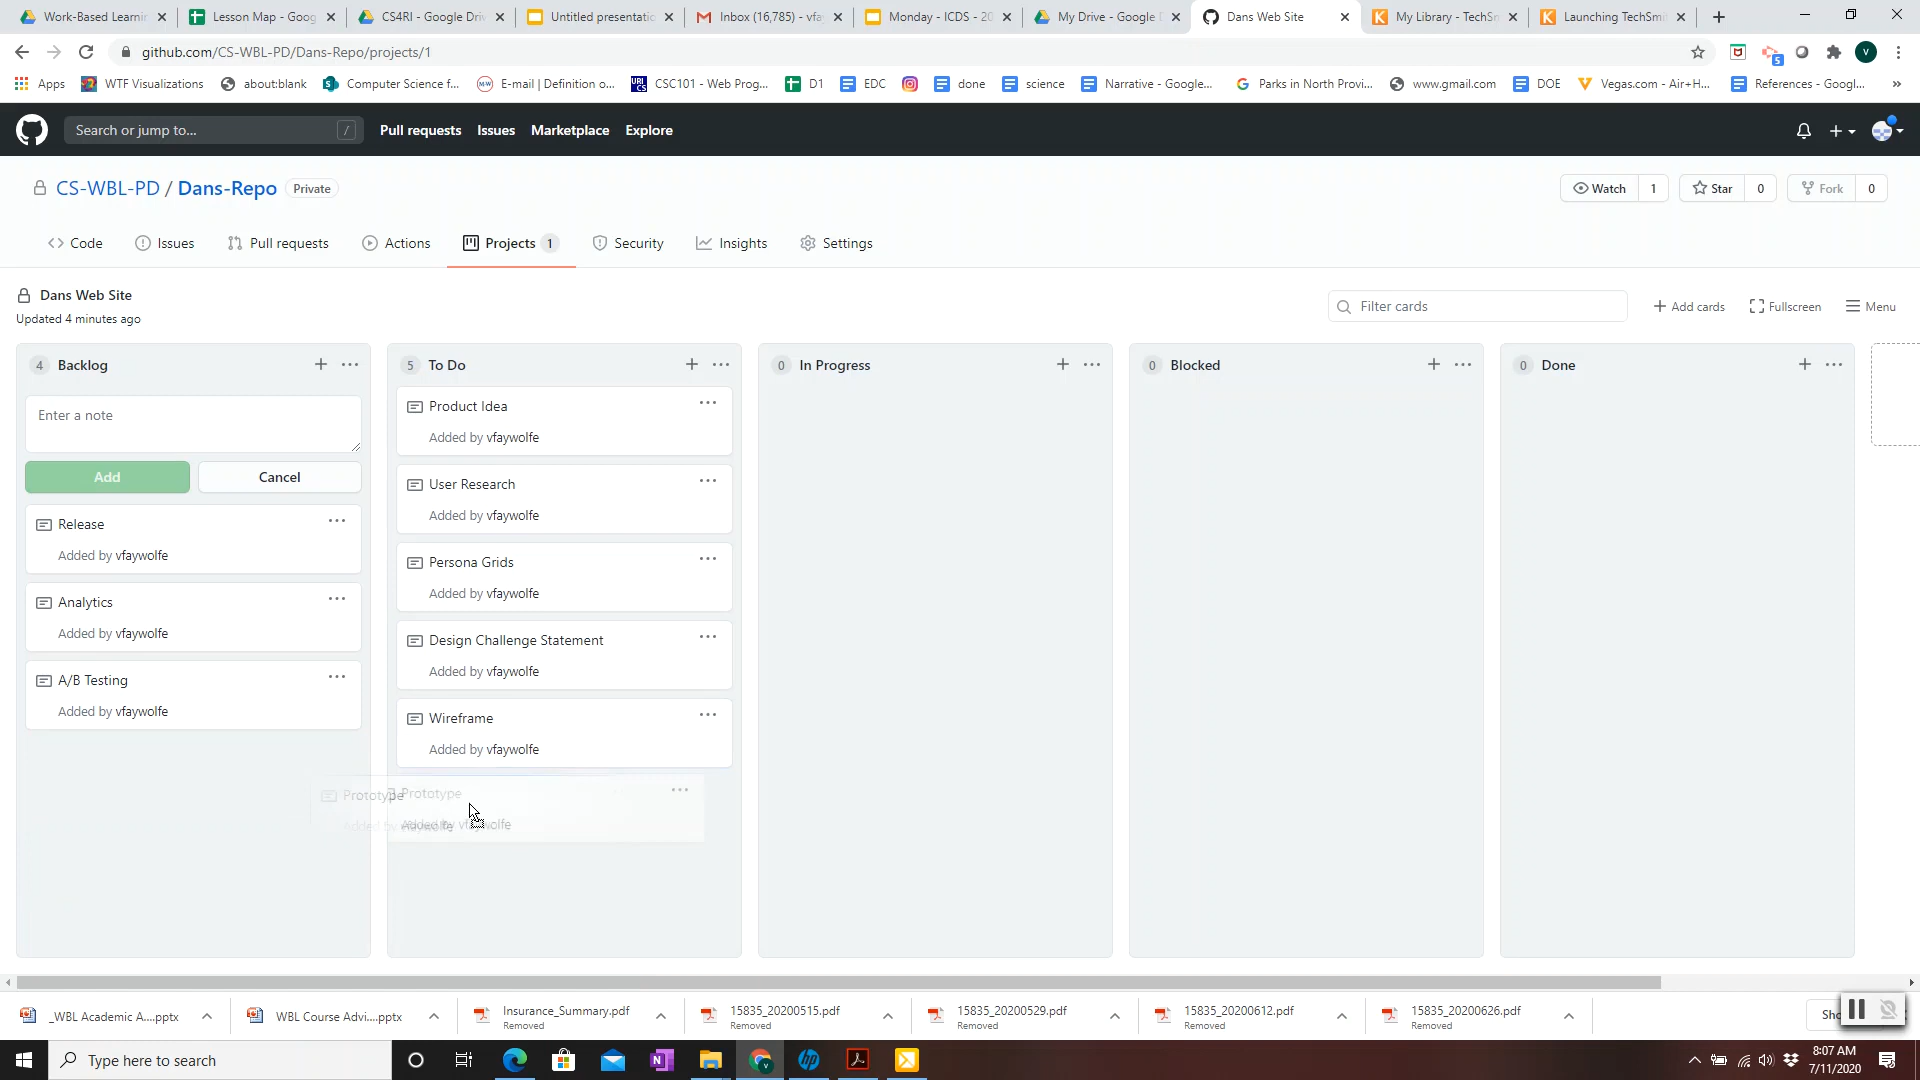 Work-Based Learni
Lesson Map - Goog
CS4RI - Google Dri
Untitled presentatio
Inbox (16,785) - vfa
Monday - ICDS - 20
My Drive - Google D
Dans Web Site
My Library - TechSm
Launching TechSmi
github.com/CS-WBL-PD/Dans-Repo/projects/1
5
V
Apps
WTF Visualizations
about:blank
Computer Science f...
E-mail | Definition o...
CSC101 - Web Prog...
D1
EDC
done
science
Narrative - Google...
Parks in North Provi...
www.gmail.com
DOE
Vegas.com - Air+H...
References - Googl...
»
Search or jump to...
/
Pull requests
Issues
Marketplace
Explore
CS-WBL-PD / Dans-Repo
Private
Watch 1
Star 0
Fork 0
Code
Issues
Pull requests
Actions
Projects 1
Security
Insights
Settings
Dans Web Site
Updated 4 minutes ago
Filter cards
+ Add cards
Fullscreen
Menu
4 Backlog
Enter a note
Add
Cancel
Release
Added by vfaywolfe
Analytics
Added by vfaywolfe
A/B Testing
Added by vfaywolfe
5 To Do
Product Idea
Added by vfaywolfe
User Research
Added by vfaywolfe
Persona Grids
Added by vfaywolfe
Design Challenge Statement
Added by vfaywolfe
Wireframe
Added by vfaywolfe
Prototype
Prototype
0 In Progress
0 Blocked
0 Done
_WBL Academic A....pptx
WBL Course Advi....pptx
Insurance_Summary.pdf
Removed
15835_20200515.pdf
Removed
15835_20200529.pdf
Removed
15835_20200612.pdf
Removed
15835_20200626.pdf
Removed
Type here to search
8:07 AM
7/11/2020